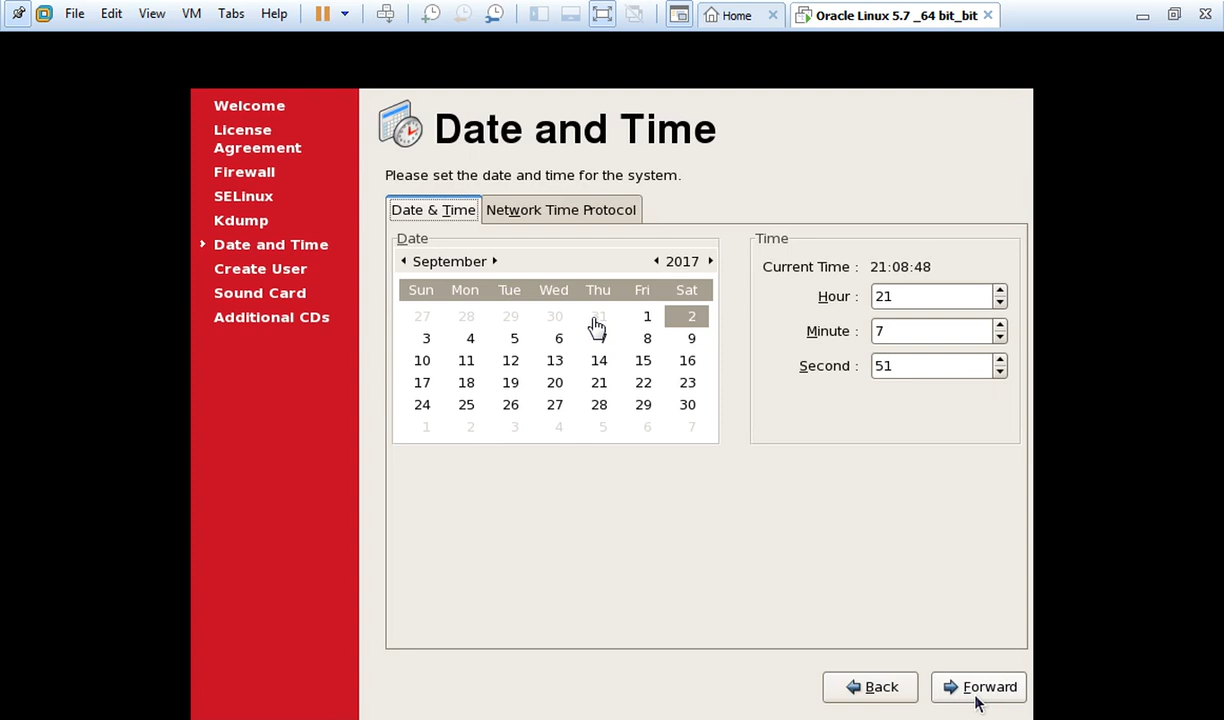 File Edit View VM Tabs Help Home Oracle Linux 5.7 _64 bit_bit
Welcome
License
Agreement
Firewall
SELinux
Kdump
Date and Time
Create User
Sound Card
Additional CDs
Date and Time
Please set the date and time for the system.
Date & Time Network Time Protocol
Date
September 2017
Sun Mon Tue Wed Thu Fri Sat
27 28 29 30 31 1 2
3 4 5 6 7 8 9
10 11 12 13 14 15 16
17 18 19 20 21 22 23
24 25 26 27 28 29 30
1 2 3 4 5 6 7
Time
Current Time : 21:08:48
Hour : 21
Minute : 7
Second : 51
Back Forward